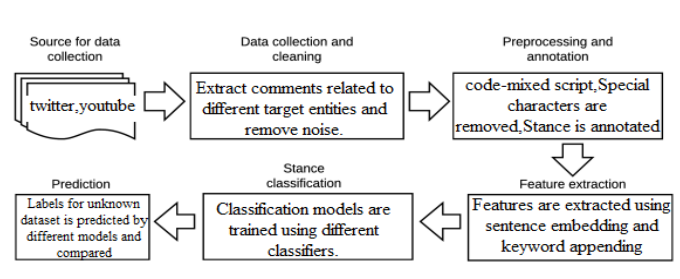 Source for data
collection
twitter,youtube
Data collection and
cleaning
Extract comments related to
different target entities and
remove noise.
Preprocessing and
annotation
code-mixed script,Special
characters are
removed,Stance is annotated
Feature extraction
Features are extracted using
sentence embedding and
keyword appending
Stance
classification
Classification models are
trained using different
classifiers.
Prediction
Labels for unknown
dataset is predicted by
different models and
compared